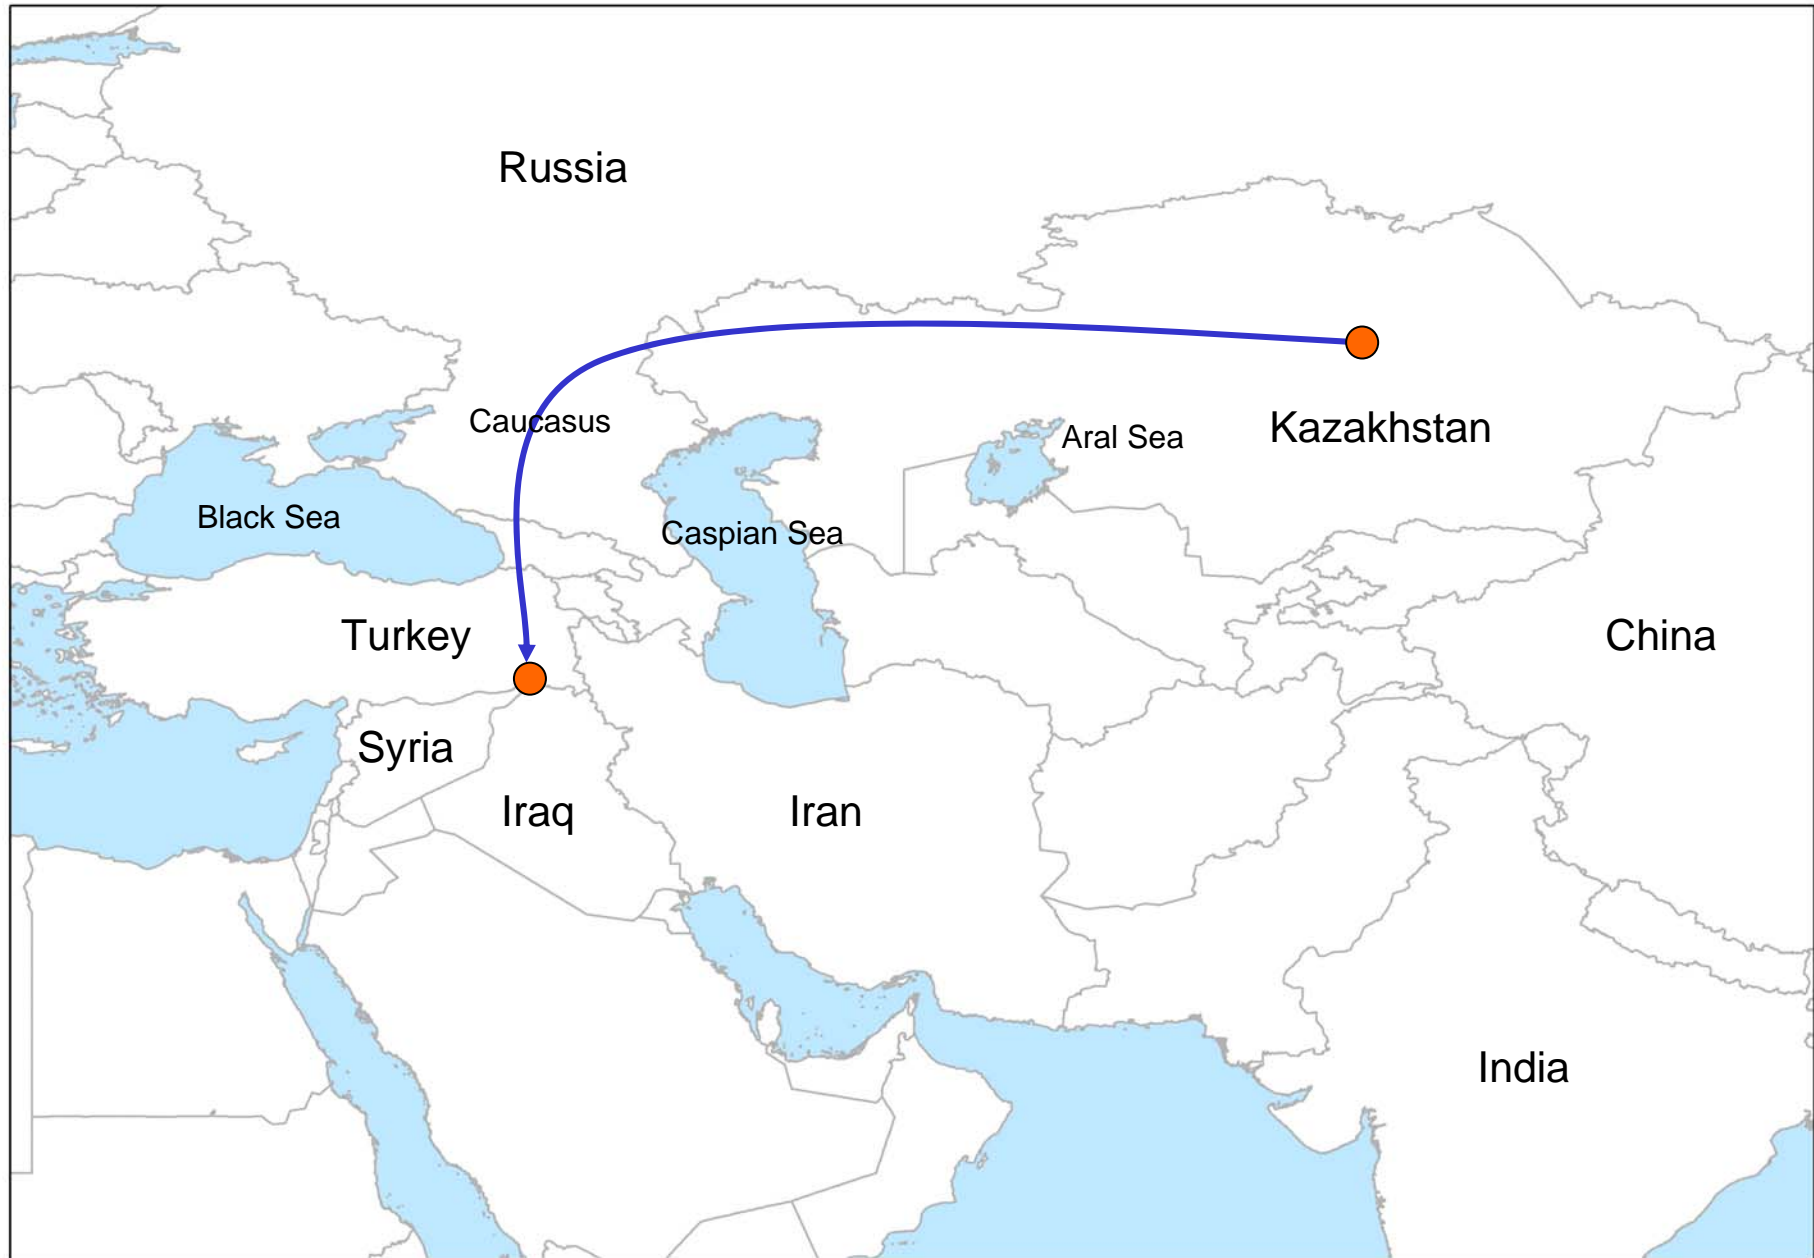 Russia
Caucasus
Aral Sea
Kazakhstan
Black Sea
Caspian Sea
Turkey
China
Syria
Iraq
Iran
India